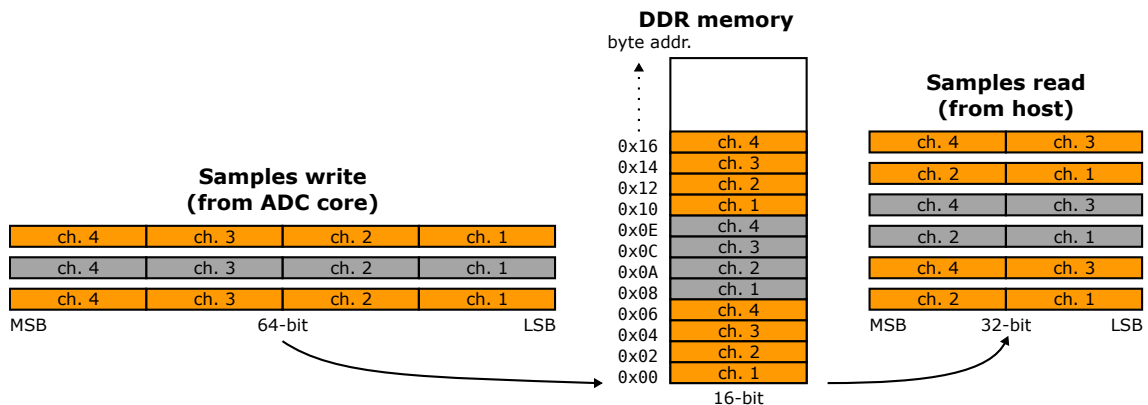 Samples write
(from ADC core)
ch. 4 ch. 3 ch. 2 ch. 1
ch. 4 ch. 3 ch. 2 ch. 1
ch. 4 ch. 3 ch. 2 ch. 1
MSB 64-bit LSB
DDR memory
byte addr.
0x16 ch. 4
0x14 ch. 3
0x12 ch. 2
0x10 ch. 1
0x0E ch. 4
0x0C ch. 3
0x0A ch. 2
0x08 ch. 1
0x06 ch. 4
0x04 ch. 3
0x02 ch. 2
0x00 ch. 1
16-bit
Samples read
(from host)
ch. 4 ch. 3
ch. 2 ch. 1
ch. 4 ch. 3
ch. 2 ch. 1
ch. 4 ch. 3
ch. 2 ch. 1
MSB 32-bit LSB